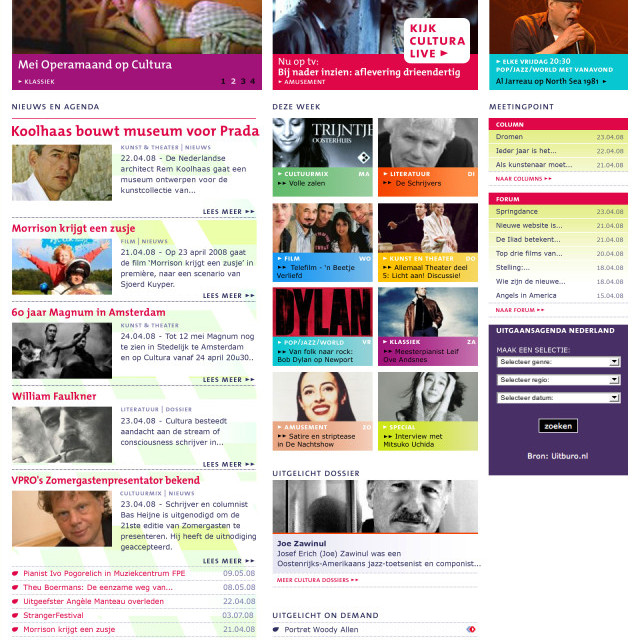 Mei Operamaand op Cultura
► KLASSIEK
1 2 3 4
NIEUWS EN AGENDA
Koolhaas bouwt museum voor Prada
KUNST & THEATER | NIEUWS
22.04.08 - De Nederlandse
architect Rem Koolhaas gaat een
museum ontwerpen voor de
kunstcollectie van...
LEES MEER ►►
Morrison krijgt een zusje
FILM | NIEUWS
21.04.08 - Op 23 april 2008 gaat
de film ‘Morrison krijgt een zusje’ in
première, naar een scenario van
Sjoerd Kuyper.
LEES MEER ►►
60 jaar Magnum in Amsterdam
KUNST & THEATER
24.04.08 - Tot 12 mei Magnum nog
te zien in Stedelijk te Amsterdam
en op Cultura vanaf 24 april 20u30..
LEES MEER ►►
William Faulkner
LITERATUUR | DOSSIER
23.04.08 - Cultura besteedt
aandacht aan de stream of
consciousness schrijver in...
LEES MEER ►►
VPRO's Zomergastenpresentator bekend
CULTUURMIX | NIEUWS
23.04.08 - Schrijver en columnist
Bas Heijne is uitgenodigd om de
21ste editie van Zomergasten te
presenteren. Hij heeft de uitnodiging
geaccepteerd.
LEES MEER ►►
Pianist Ivo Pogorelich in Muziekcentrum FPE 09.05.08
Theu Boermans: De eenzame weg van... 08.05.08
Uitgeefster Angèle Manteau overleden 22.04.08
StrangerFestival 03.07.08
Morrison krijgt een zusje 21.04.08
KIJK
CULTURA
LIVE ►
Nu op tv:
Bij nader inzien: aflevering drieendertig
► AMUSEMENT
DEZE WEEK
TRIJNTJE
OOSTERHUIS
► CULTUURMIX MA
►► Volle zalen
► LITERATUUR DI
►► De Schrijvers
► FILM WO
►► Telefilm - 'n Beetje
Verliefd
► KUNST EN THEATER DO
►► Allemaal Theater deel
5: Licht aan! Discussie!
DYLAN
► POP/JAZZ/WORLD VR
►► Van folk naar rock:
Bob Dylan op Newport
► KLASSIEK ZA
►► Meesterpianist Leif
Ove Andsnes
► AMUSEMENT ZO
►► Satire en striptease
in De Nachtshow
► SPECIAL
►► Interview met
Mitsuko Uchida
UITGELICHT DOSSIER
Joe Zawinul
Josef Erich (Joe) Zawinul was een
Oostenrijks-Amerikaans jazz-toetsenist en componist...
MEER CULTURA DOSSIERS ►►
UITGELICHT ON DEMAND
Portret Woody Allen
► ELKE VRIJDAG 20:30
POP/JAZZ/WORLD MET VANAVOND
Al Jarreau op North Sea 1981 ►
MEETINGPOINT
COLUMN
Dromen 23.04.08
Ieder jaar is het... 22.04.08
Als kunstenaar moet... 21.04.08
NAAR COLUMNS ►►
FORUM
Springdance 23.04.08
Nieuwe website is... 21.04.08
De Iliad betekent... 21.04.08
Top drie films van... 20.04.08
Stelling:... 18.04.08
Wie zijn de nieuwe... 18.04.08
Angels in America 15.04.08
NAAR FORUM ►►
UITGAANSAGENDA NEDERLAND
MAAK EEN SELECTIE:
Selecteer genre:
Selecteer regio:
Selecteer datum:
zoeken
Bron: Uitburo.nl